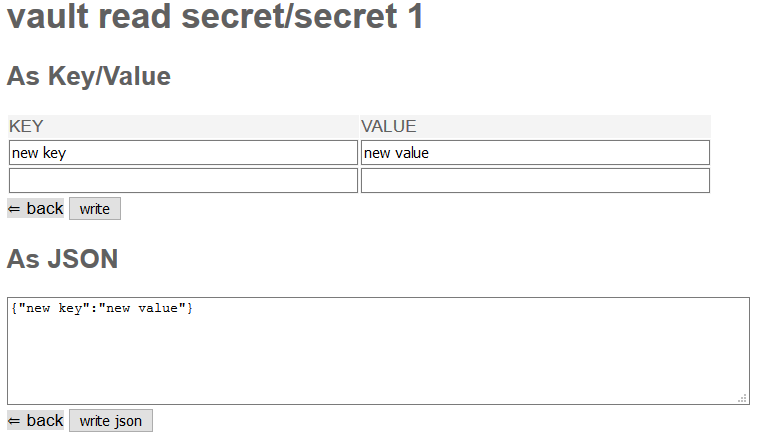 vault read secret/secret 1
As Key/Value
KEY VALUE
new key new value
⇐ back write
As JSON
{"new key":"new value"}
⇐ back write json